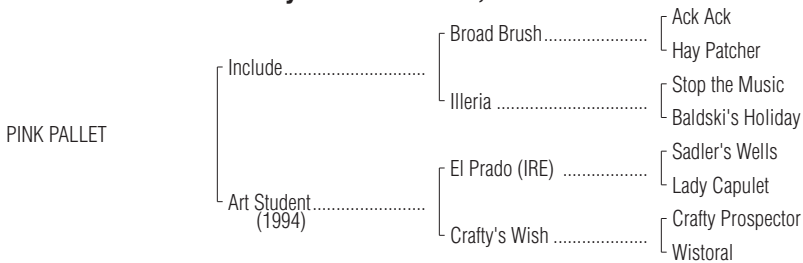 Ack Ack
Broad Brush......................
Hay Patcher
Include.............................
Stop the Music
Illeria ...............................
Baldski's Holiday
PINK PALLET
Sadler's Wells
El Prado (IRE) ..................
Lady Capulet
Art Student.......................
(1994)
Crafty Prospector
Crafty's Wish ....................
Wistoral